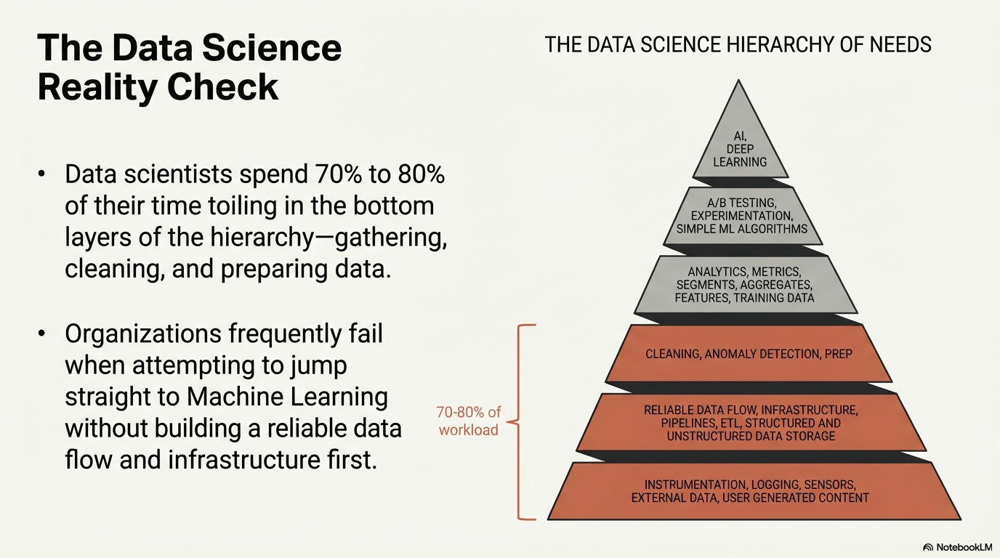 The Data Science
Reality Check
• Data scientists spend 70% to 80%
of their time toiling in the bottom
layers of the hierarchy—gathering,
cleaning, and preparing data.
• Organizations frequently fail
when attempting to jump
straight to Machine Learning
without building a reliable data
flow and infrastructure first.
THE DATA SCIENCE HIERARCHY OF NEEDS
AI,
DEEP
LEARNING
A/B TESTING,
EXPERIMENTATION,
SIMPLE ML ALGORITHMS
ANALYTICS, METRICS,
SEGMENTS, AGGREGATES,
FEATURES, TRAINING DATA
CLEANING, ANOMALY DETECTION, PREP
RELIABLE DATA FLOW, INFRASTRUCTURE,
PIPELINES, ETL, STRUCTURED AND
UNSTRUCTURED DATA STORAGE
INSTRUMENTATION, LOGGING, SENSORS,
EXTERNAL DATA, USER GENERATED CONTENT
70-80% of
workload
NotebookLM